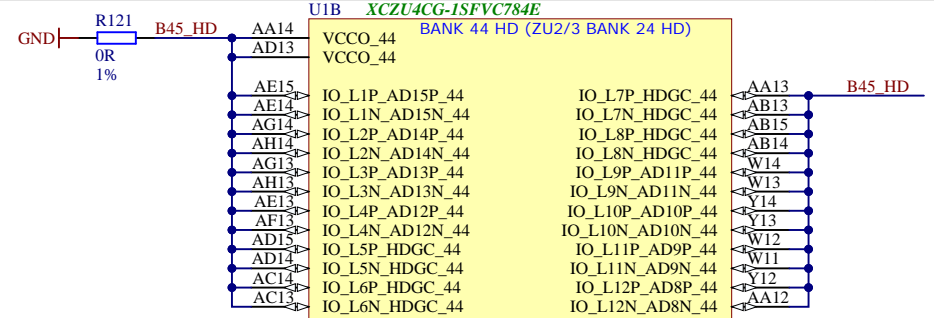 U1B XCZU4CG-1SFVC784E
BANK 44 HD (ZU2/3 BANK 24 HD)
GND R121 B45_HD
0R
1%
AA14 VCCO_44
AD13 VCCO_44
AE15 IO_L1P_AD15P_44 IO_L7P_HDGC_44 AA13 B45_HD
AE14 IO_L1N_AD15N_44 IO_L7N_HDGC_44 AB13
AG14 IO_L2P_AD14P_44 IO_L8P_HDGC_44 AB15
AH14 IO_L2N_AD14N_44 IO_L8N_HDGC_44 AB14
AG13 IO_L3P_AD13P_44 IO_L9P_AD11P_44 W14
AH13 IO_L3N_AD13N_44 IO_L9N_AD11N_44 W13
AE13 IO_L4P_AD12P_44 IO_L10P_AD10P_44 Y14
AF13 IO_L4N_AD12N_44 IO_L10N_AD10N_44 Y13
AD15 IO_L5P_HDGC_44 IO_L11P_AD9P_44 W12
AD14 IO_L5N_HDGC_44 IO_L11N_AD9N_44 W11
AC14 IO_L6P_HDGC_44 IO_L12P_AD8P_44 Y12
AC13 IO_L6N_HDGC_44 IO_L12N_AD8N_44 AA12